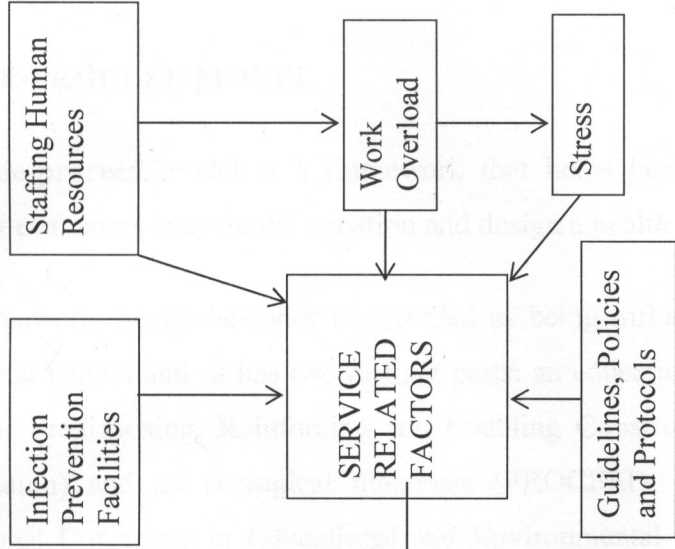 Infection
Prevention
Facilities
Staffing Human
Resources
SERVICE
RELATED
FACTORS
Work
Overload
Guidelines, Policies
and Protocols
Stress